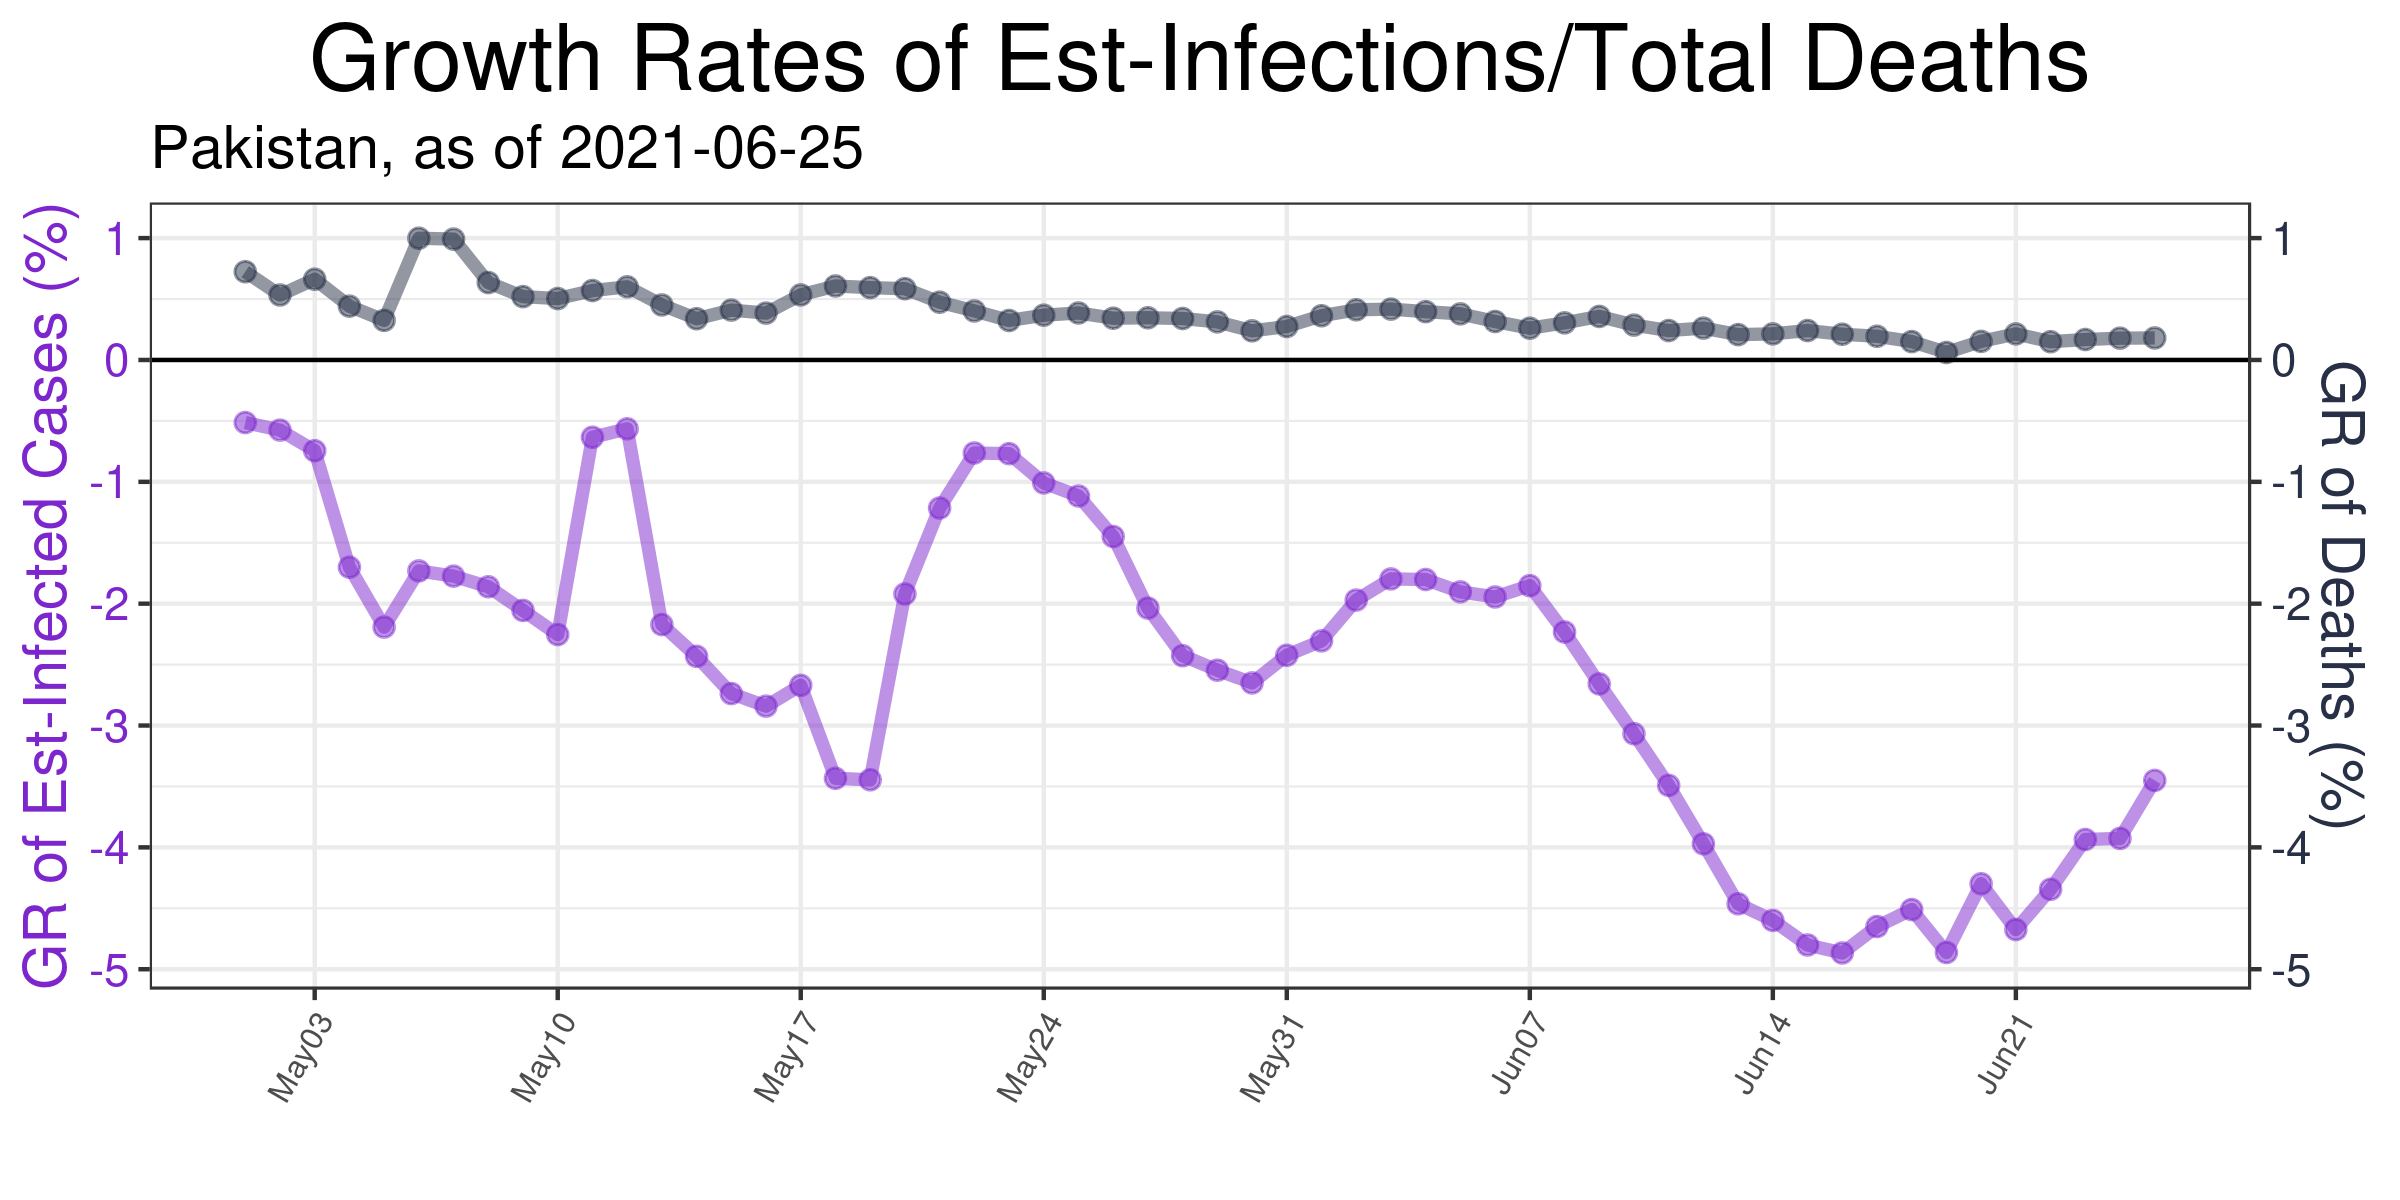 Growth Rates of Est-Infections/Total Deaths
Pakistan, as of 2021-06-25
GR of Est-Infected Cases (%)
1
0
-1
-2
-3
-4
-5
1
0
-1
-2
-3
-4
-5
GR of Deaths (%)
May03
May10
May17
May24
May31
Jun07
Jun14
Jun21